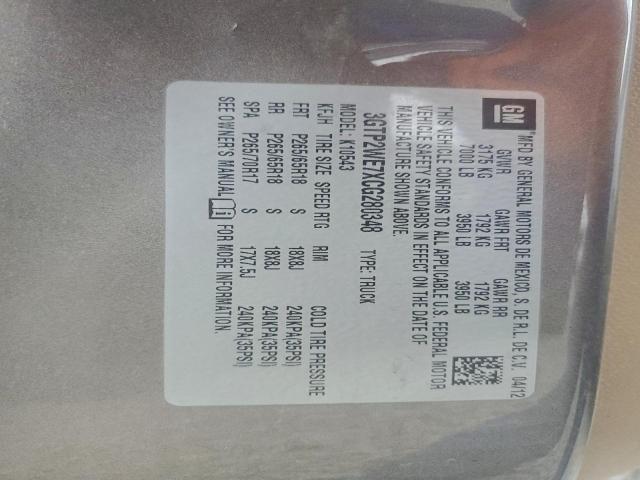 GM MFD BY GENERAL MOTORS DE MEXICO, S. DE R.L. DE C.V. 04/12
GVWR GAWR FRT GAWR RR
3175 KG 1792 KG 1792 KG
7000 LB 3950 LB 3950 LB
THIS VEHICLE CONFORMS TO ALL APPLICABLE U.S. FEDERAL MOTOR
VEHICLE SAFETY STANDARDS IN EFFECT ON THE DATE OF
MANUFACTURE SHOWN ABOVE.
3GTP2WE7XCG280348 TYPE: TRUCK
MODEL: K10543
KFJH TIRE SIZE SPEED RTG RIM COLD TIRE PRESSURE
FRT P265/65R18 S 18X8J 240KPA(35PSI)
RR P265/65R18 S 18X8J 240KPA(35PSI)
SPA P265/70R17 S 17X7.5J 240KPA(35PSI)
SEE OWNER'S MANUAL FOR MORE INFORMATION.